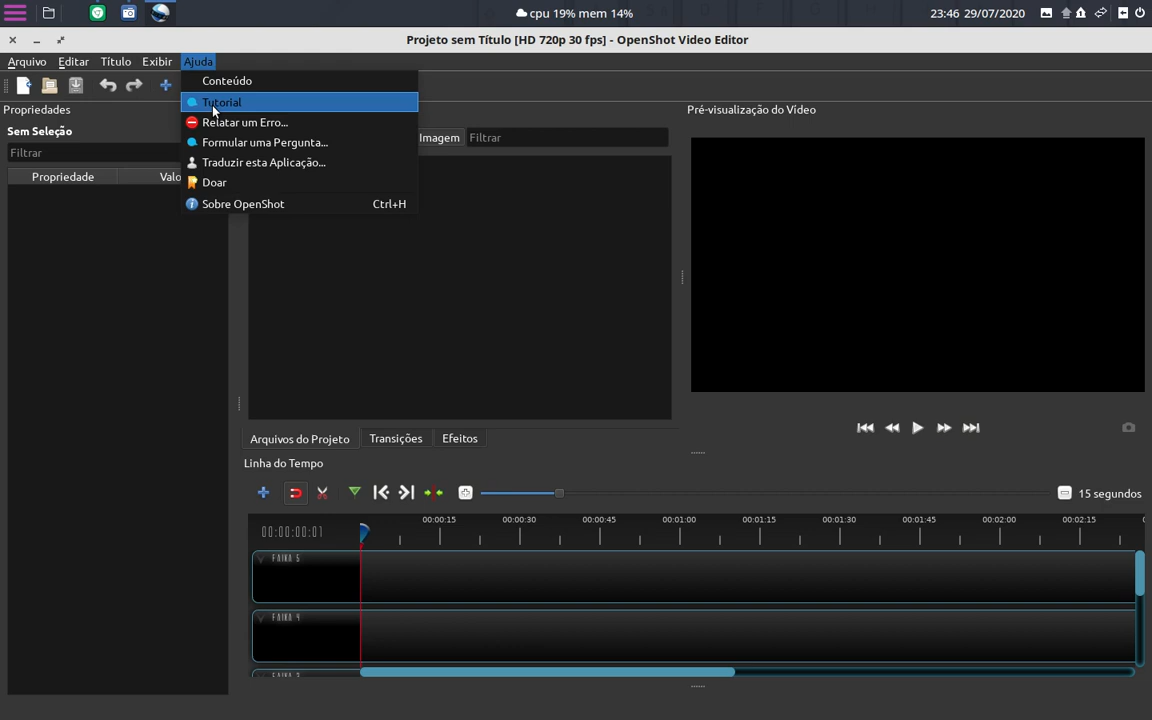 cpu 19% mem 14%
23:46 29/07/2020
Projeto sem Título [HD 720p 30 fps] - OpenShot Video Editor
Arquivo Editar Título Exibir Ajuda
Conteúdo
Tutorial
Relatar um Erro...
Formular uma Pergunta...
Traduzir esta Aplicação...
Doar
Sobre OpenShot Ctrl+H
Propriedades
Sem Seleção
Filtrar
Propriedade Valo
Imagem Filtrar
Pré-visualização do Vídeo
Arquivos do Projeto Transições Efeitos
Linha do Tempo
15 segundos
00:00:00:01
00:00:15 00:00:30 00:00:45 00:01:00 00:01:15 00:01:30 00:01:45 00:02:00 00:02:15
FAIXA 5
FAIXA 4
FAIXA 3